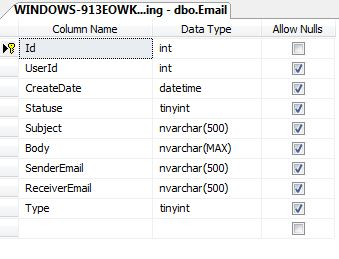 WINDOWS-913EOWK...ing - dbo.Email
Column Name Data Type Allow Nulls
Id int
UserId int
CreateDate datetime
Statuse tinyint
Subject nvarchar(500)
Body nvarchar(MAX)
SenderEmail nvarchar(500)
ReceiverEmail nvarchar(500)
Type tinyint